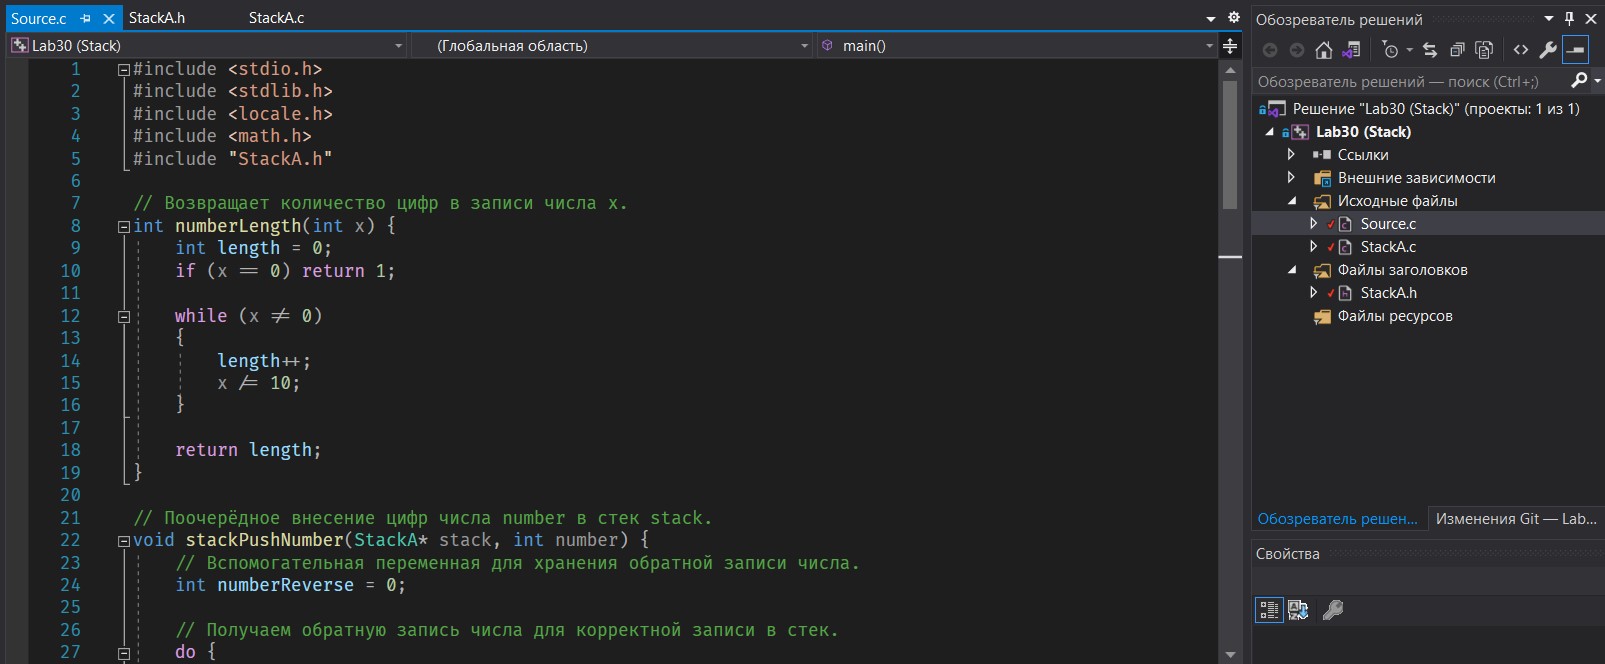 Source.c StackA.h StackA.c
Lab30 (Stack) (Глобальная область) main()
1 #include <stdio.h>
2 #include <stdlib.h>
3 #include <locale.h>
4 #include <math.h>
5 #include "StackA.h"
6
7 // Возвращает количество цифр в записи числа x.
8 int numberLength(int x) {
9 int length = 0;
10 if (x == 0) return 1;
11
12 while (x != 0)
13 {
14 length++;
15 x /= 10;
16 }
17
18 return length;
19 }
20
21 // Поочерёдное внесение цифр числа number в стек stack.
22 void stackPushNumber(StackA* stack, int number) {
23 // Вспомогательная переменная для хранения обратной записи числа.
24 int numberReverse = 0;
25
26 // Получаем обратную запись числа для корректной записи в стек.
27 do {
Обозреватель решений
Обозреватель решений — поиск (Ctrl+;)
Решение "Lab30 (Stack)" (проекты: 1 из 1)
Lab30 (Stack)
Ссылки
Внешние зависимости
Исходные файлы
Source.c
StackA.c
Файлы заголовков
StackA.h
Файлы ресурсов
Обозреватель решен... Изменения Git — Lab...
Свойства